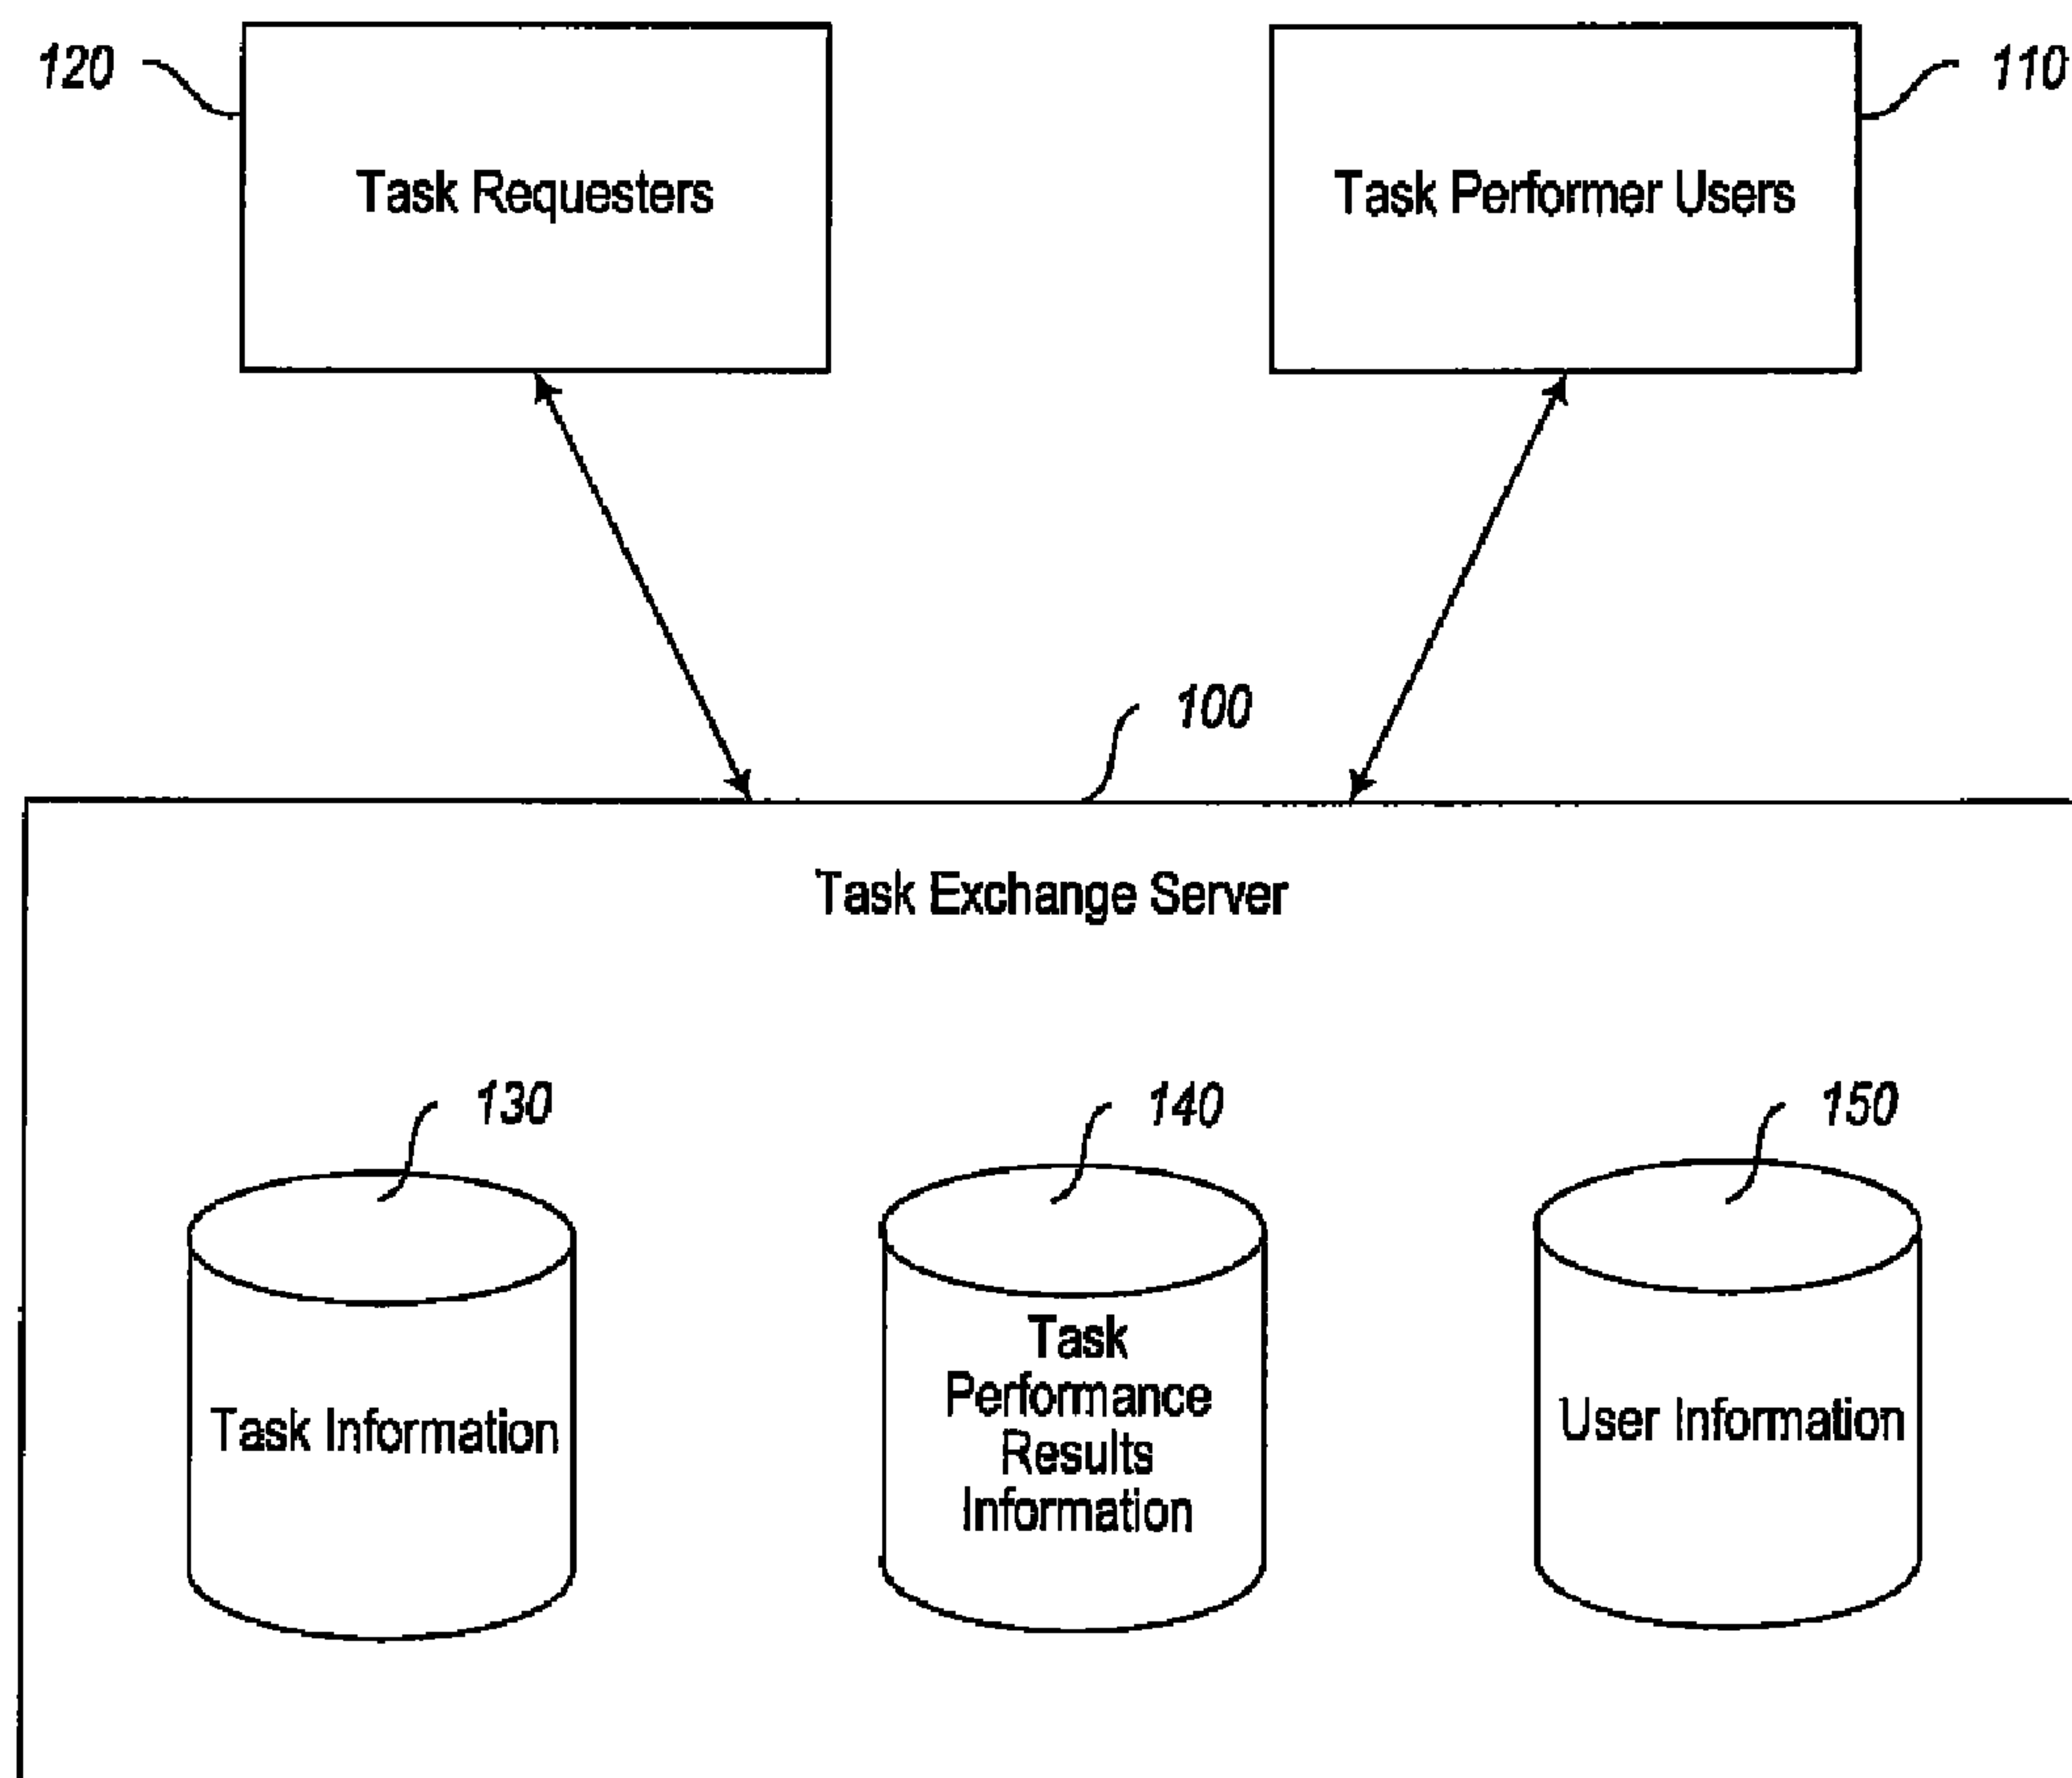 120
110
Task Requesters
Task Performer Users
100
Task Exchange Server
130
140
150
Task Information
Task
Performance
Results
Information
User Information